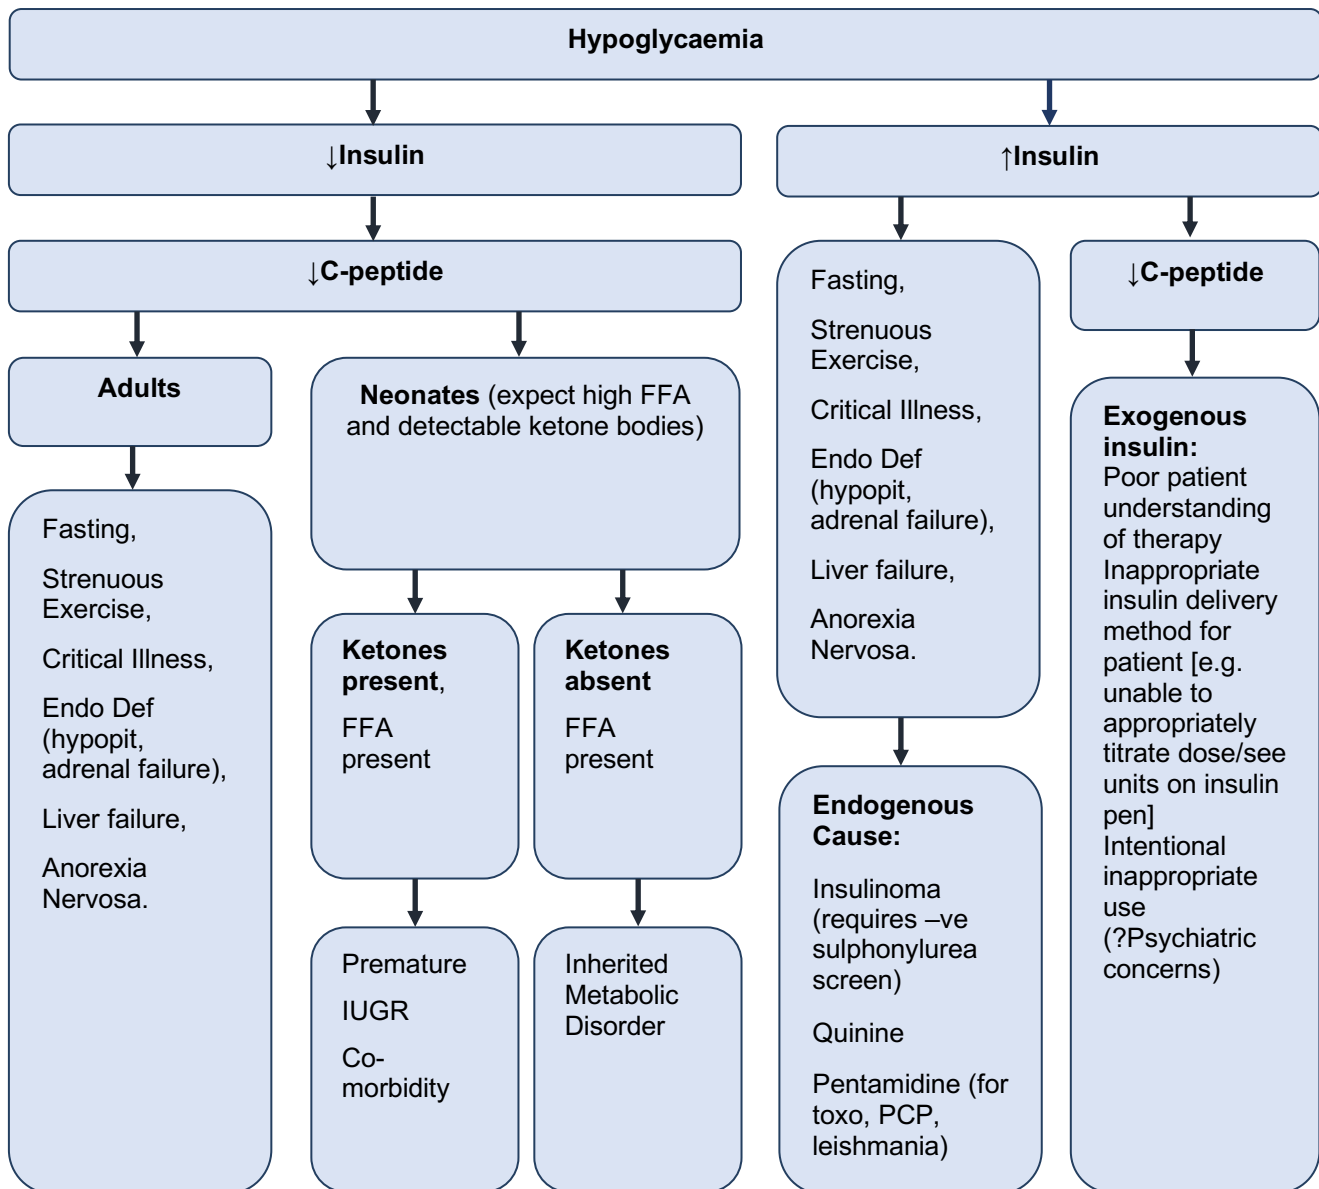 Hypoglycaemia
↓Insulin
↑Insulin
↓C-peptide
Adults
Fasting,
Strenuous
Exercise,
Critical Illness,
Endo Def
(hypopit,
adrenal failure),
Liver failure,
Anorexia
Nervosa.
Neonates (expect high FFA
and detectable ketone bodies)
Ketones
present,
FFA
present
Premature
IUGR
Co-
morbidity
Ketones
absent
FFA
present
Inherited
Metabolic
Disorder
Fasting,
Strenuous
Exercise,
Critical Illness,
Endo Def
(hypopit,
adrenal failure),
Liver failure,
Anorexia
Nervosa.
Endogenous
Cause:
Insulinoma
(requires –ve
sulphonylurea
screen)
Quinine
Pentamidine (for
toxo, PCP,
leishmania)
↓C-peptide
Exogenous
insulin:
Poor patient
understanding
of therapy
Inappropriate
insulin delivery
method for
patient [e.g.
unable to
appropriately
titrate dose/see
units on insulin
pen]
Intentional
inappropriate
use
(?Psychiatric
concerns)